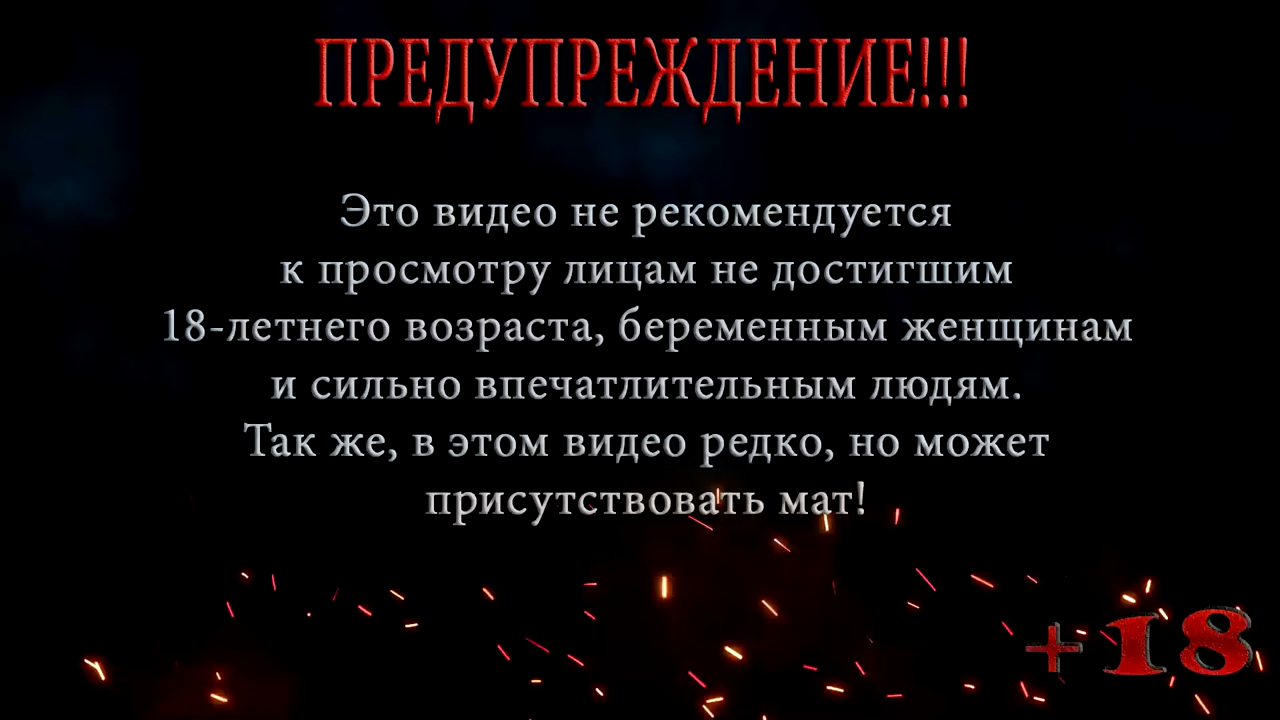 ПРЕДУПРЕЖДЕНИЕ!!!
Это видео не рекомендуется
к просмотру лицам не достигшим
18-летнего возраста, беременным женщинам
и сильно впечатлительным людям.
Так же, в этом видео редко, но может
присутствовать мат!
+18